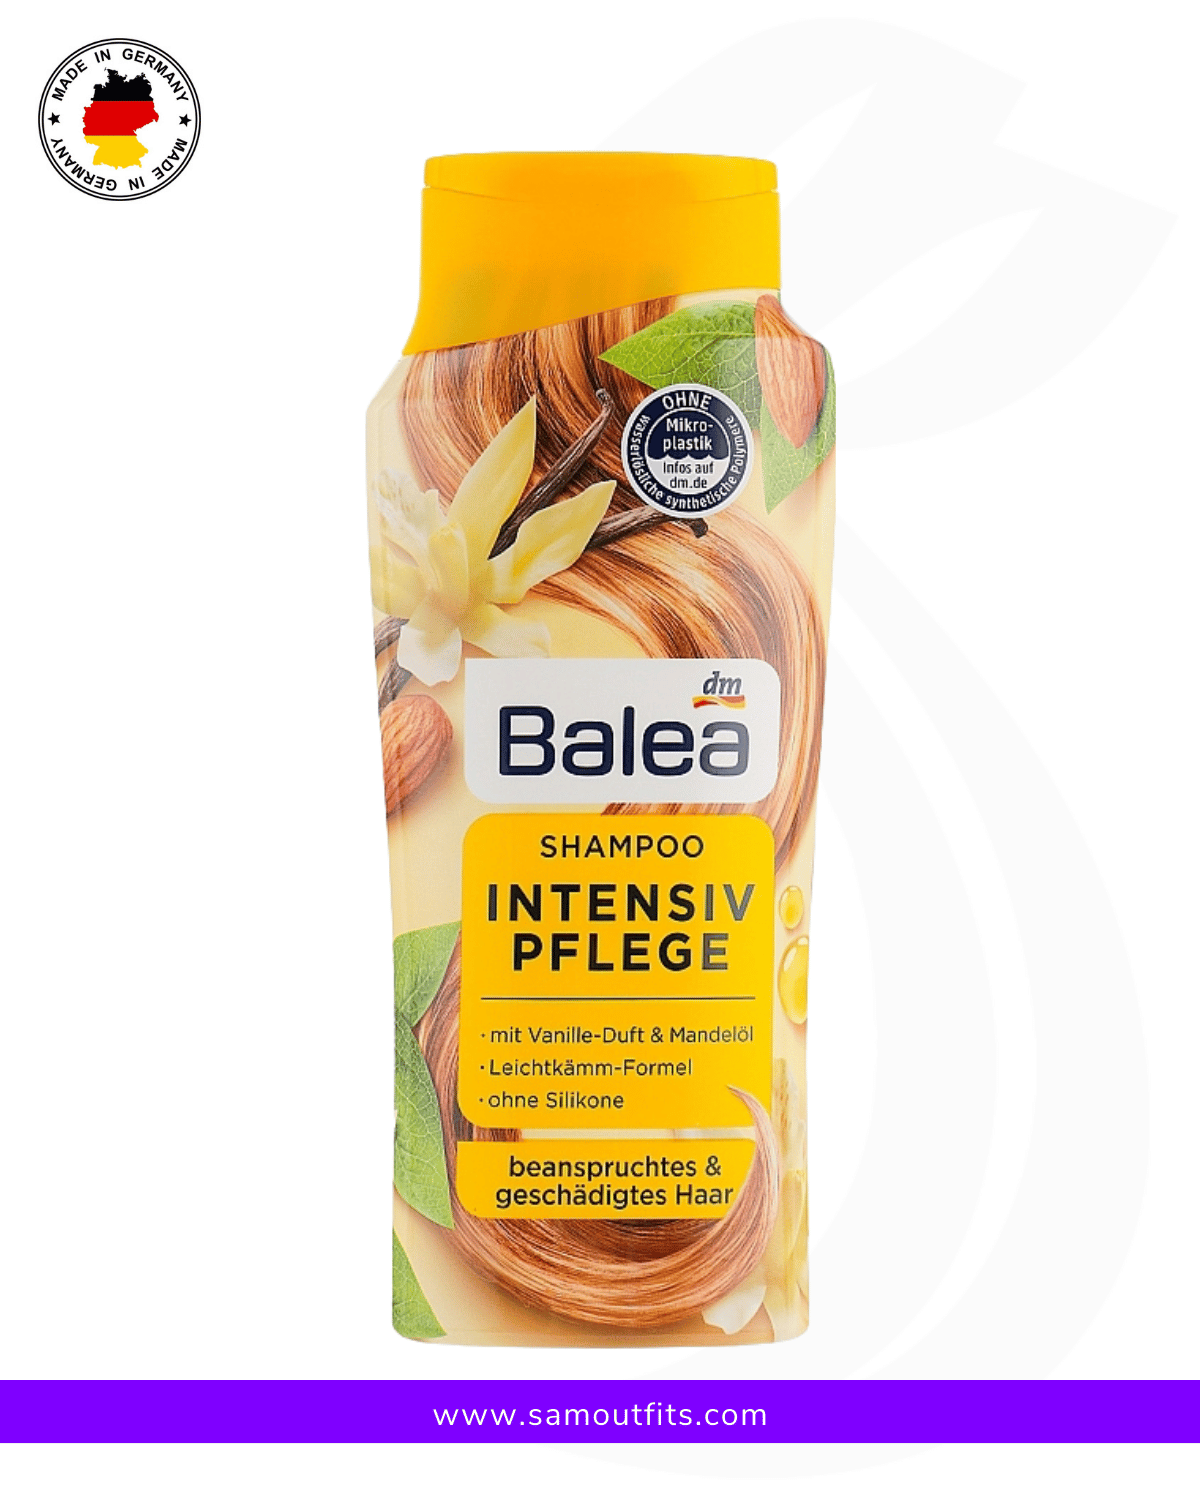 MADE IN GERMANY
MADE IN GERMANY
OHNE
Mikro-
plastik
Infos auf
dm.de
wasserlösliche synthetische Polymere
dm
Balea
SHAMPOO
INTENSIV
PFLEGE
· mit Vanille-Duft & Mandelöl
· Leichtkämm-Formel
· ohne Silikone
beanspruchtes &
geschädigtes Haar
www.samoutfits.com